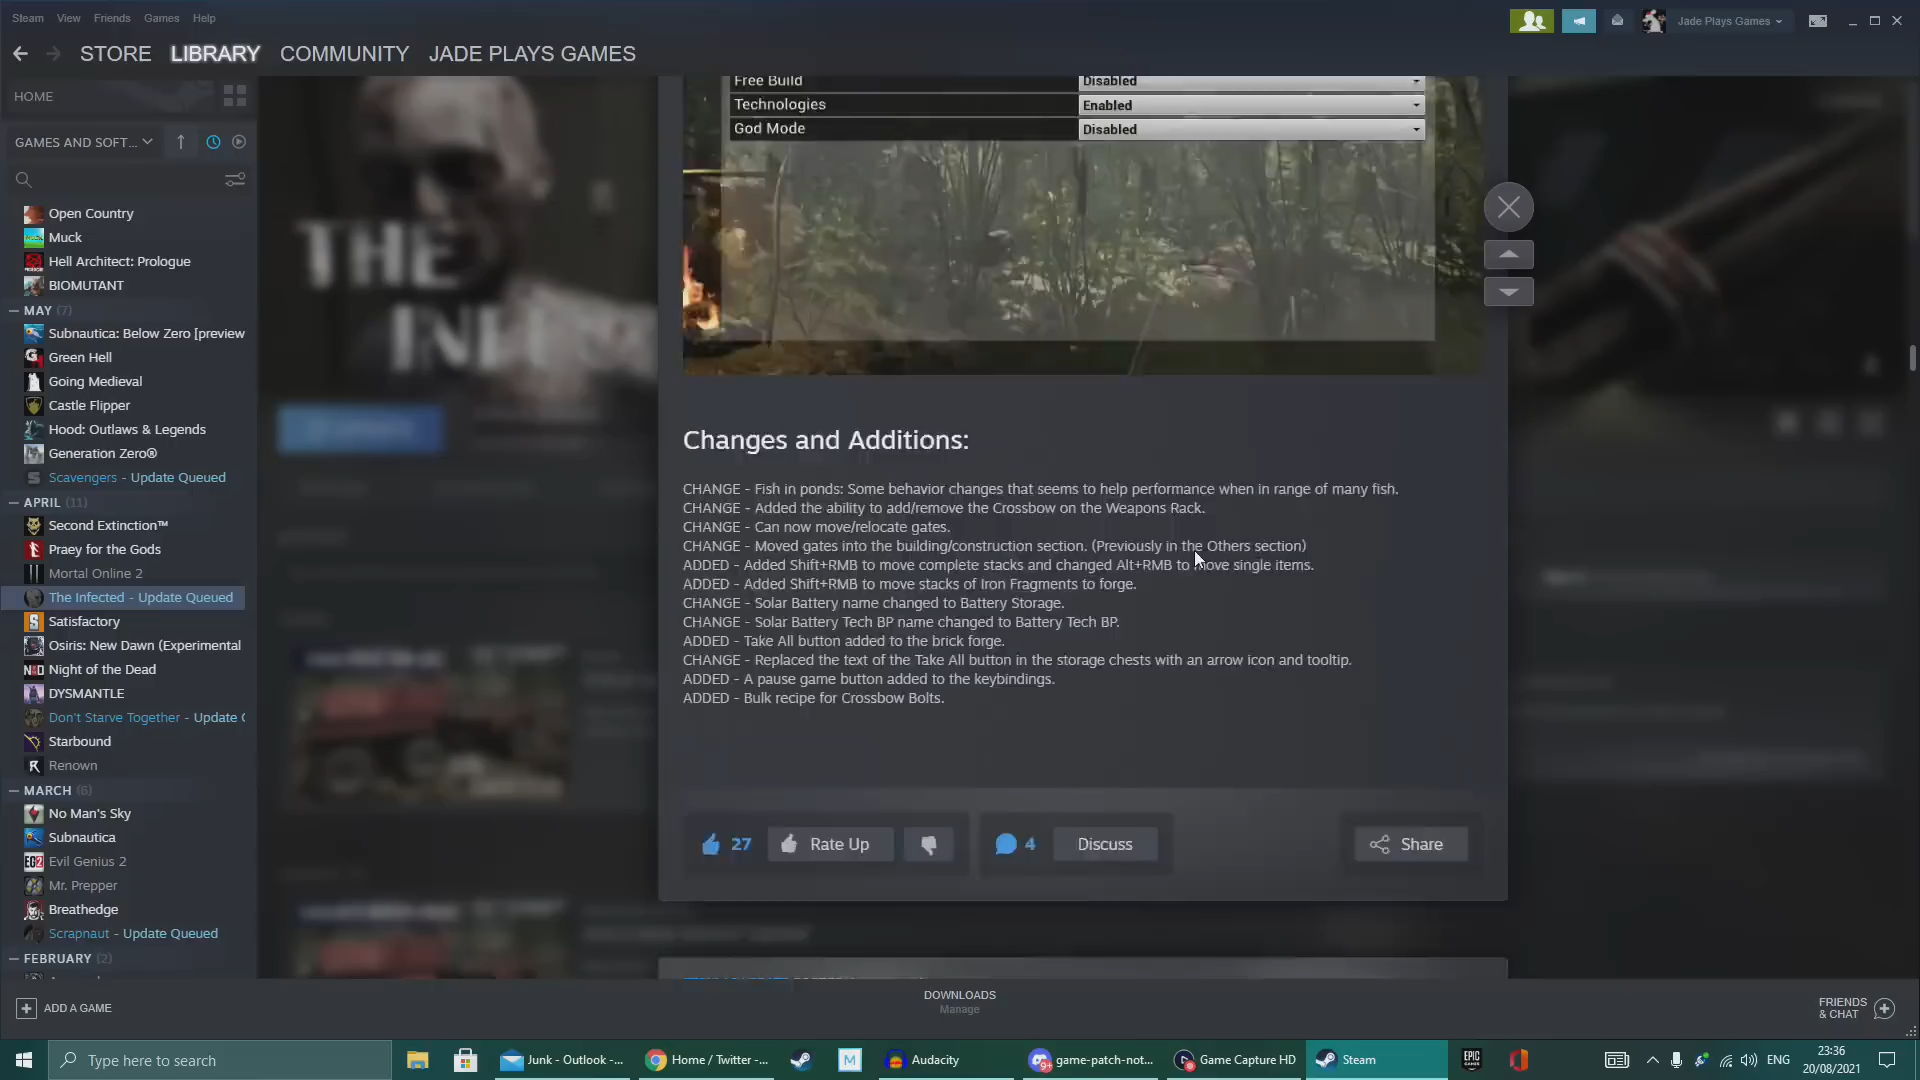 Steam View Friends Games Help
Jade Plays Games
STORE LIBRARY COMMUNITY JADE PLAYS GAMES
HOME
GAMES AND SOFT...
Open Country
Muck
Hell Architect: Prologue
BIOMUTANT
MAY (7)
Subnautica: Below Zero [preview
Green Hell
Going Medieval
Castle Flipper
Hood: Outlaws & Legends
Generation Zero®
Scavengers - Update Queued
APRIL (11)
Second Extinction™
Praey for the Gods
Mortal Online 2
The Infected - Update Queued
Satisfactory
Osiris: New Dawn (Experimental
Night of the Dead
DYSMANTLE
Don't Starve Together - Update Q
Starbound
Renown
MARCH (6)
No Man's Sky
Subnautica
Evil Genius 2
Mr. Prepper
Breathedge
Scrapnaut - Update Queued
FEBRUARY (2)
THE
INF
Free Build Disabled
Technologies Enabled
God Mode Disabled
Changes and Additions:
CHANGE - Fish in ponds: Some behavior changes that seems to help performance when in range of many fish.
CHANGE - Added the ability to add/remove the Crossbow on the Weapons Rack.
CHANGE - Can now move/relocate gates.
CHANGE - Moved gates into the building/construction section. (Previously in the Others section)
ADDED - Added Shift+RMB to move complete stacks and changed Alt+RMB to move single items.
ADDED - Added Shift+RMB to move stacks of Iron Fragments to forge.
CHANGE - Solar Battery name changed to Battery Storage.
CHANGE - Solar Battery Tech BP name changed to Battery Tech BP.
ADDED - Take All button added to the brick forge.
CHANGE - Replaced the text of the Take All button in the storage chests with an arrow icon and tooltip.
ADDED - A pause game button added to the keybindings.
ADDED - Bulk recipe for Crossbow Bolts.
27 Rate Up 4 Discuss Share
ADD A GAME
DOWNLOADS
Manage
FRIENDS
& CHAT
Type here to search
Junk - Outlook -...
Home / Twitter -...
M
Audacity
9+
game-patch-not...
Game Capture HD
Steam
EPIC
GAMES
ENG
23:36
20/08/2021